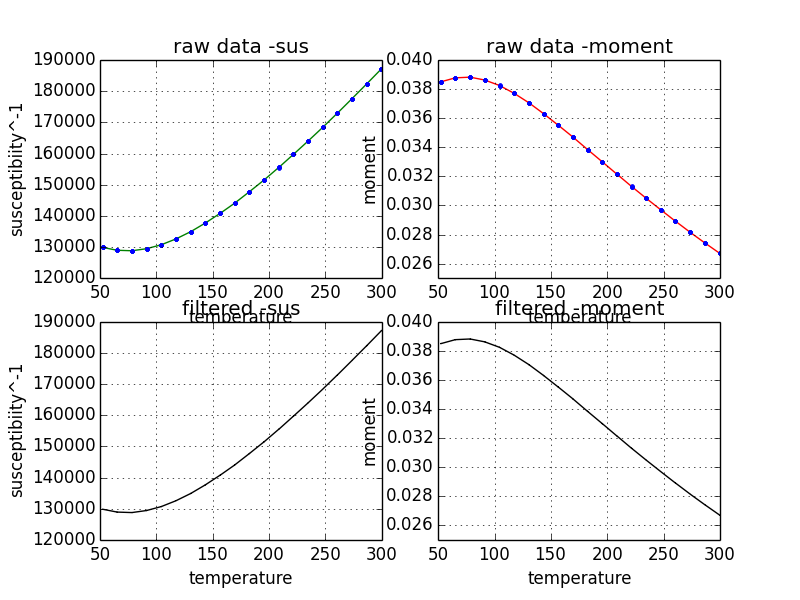 raw data -sus
raw data -moment
190000
180000
170000
160000
150000
140000
130000
120000
susceptibiity^-1
50 100 150 200 250 300
temperature
0.040
0.038
0.036
0.034
0.032
0.030
0.028
0.026
moment
50 100 150 200 250 300
temperature
filtered -sus
filtered -moment
190000
180000
170000
160000
150000
140000
130000
120000
susceptibiity^-1
50 100 150 200 250 300
temperature
0.040
0.038
0.036
0.034
0.032
0.030
0.028
0.026
moment
50 100 150 200 250 300
temperature